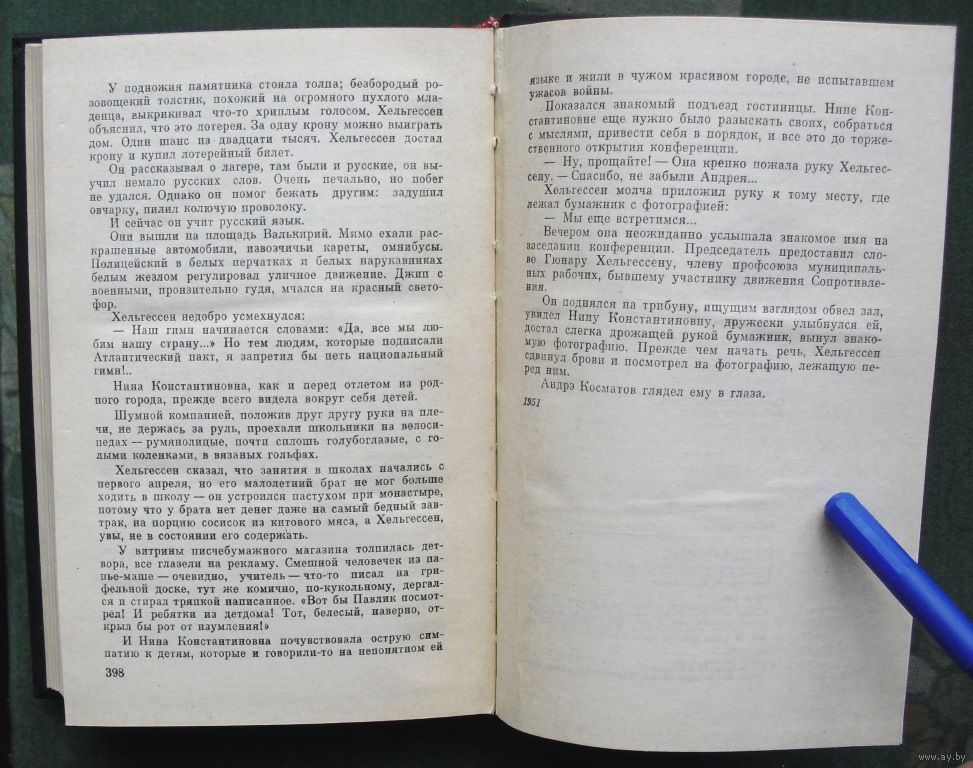 У подножия памятника стояла толпа; безбородый ро-
зовощекий толстяк, похожий на огромного пухлого мла-
денца, выкрикивал что-то хриплым голосом. Хельгессен
объяснил, что это лотерея. За одну крону можно выиграть
дом. Один шанс из двадцати тысяч. Хельгессен достал
крону и купил лотерейный билет.
Он рассказывал о лагере, там были и русские, он вы-
учил немало русских слов. Очень печально, но побег
не удался. Однако он помог бежать другим: задушил
овчарку, пилил колючую проволоку.
И сейчас он учит русский язык.
Они вышли на площадь Валькирий. Мимо ехали рас-
крашенные автомобили, извозчичьи кареты, омнибусы.
Полицейский в белых перчатках и белых нарукавниках
белым жезлом регулировал уличное движение. Джип с
военными, пронзительно гудя, мчался на красный свето-
фор.
Хельгессен недобро усмехнулся:
— Наш гимн начинается словами: «Да, все мы лю-
бим нашу страну...» Но тем людям, которые подписали
Атлантический пакт, я запретил бы петь национальный
гимн!..
Нина Константиновна, как и перед отлетом из род-
ного города, прежде всего видела вокруг себя детей.
Шумной компанией, положив друг другу руки на пле-
чи, не держась за руль, проехали школьники на велоси-
педах — румянолицые, почти сплошь голубоглазые, с го-
лыми коленками, в вязаных гольфах.
Хельгессен сказал, что занятия в школах начались с
первого апреля, но его малолетний брат не мог больше
ходить в школу — он устроился пастухом при монастыре,
потому что у брата нет денег даже на самый бедный зав-
трак, на порцию сосисок из китового мяса, а Хельгессен,
увы, не в состоянии его содержать.
У витрины писчебумажного магазина толпилась дет-
вора, все глазели на рекламу. Смешной человечек из па-
пье-маше — очевидно, учитель — что-то писал на гри-
фельной доске, тут же комично, по-кукольному, дергал-
ся и стирал тряпкой написанное. «Вот бы Павлик посмот-
рел! И ребятки из детдома! Тот, белесый, наверно, от-
крыл бы рот от изумления!»
И Нина Константиновна почувствовала острую сим-
патию к детям, которые и говорили-то на непонятном ей
398
языке и жили в чужом красивом городе, не испытавшем
ужасов войны.
Показался знакомый подъезд гостиницы. Нине Кон-
стантиновне еще нужно было разыскать своих, собраться
с мыслями, привести себя в порядок, и все это до торже-
ственного открытия конференции.
— Ну, прощайте! — Она крепко пожала руку Хельгес-
сену. — Спасибо, не забыли Андрея...
Хельгессен молча приложил руку к тому месту, где
лежал бумажник с фотографией:
— Мы еще встретимся...
Вечером она неожиданно услышала знакомое имя на
заседании конференции. Председатель предоставил сло-
во Гюнару Хельгессену, члену профсоюза муниципаль-
ных рабочих, бывшему участнику движения Сопротивле-
ния.
Он поднялся на трибуну, ищущим взглядом обвел зал,
увидел Нину Константиновну, дружески улыбнулся ей,
достал слегка дрожащей рукой бумажник, вынул знако-
мую фотографию. Прежде чем начать речь, Хельгессен
сдвинул брови и посмотрел на фотографию, лежащую пе-
ред ним.
Андрэ Косматов глядел ему в глаза.
1951
www.ay.by